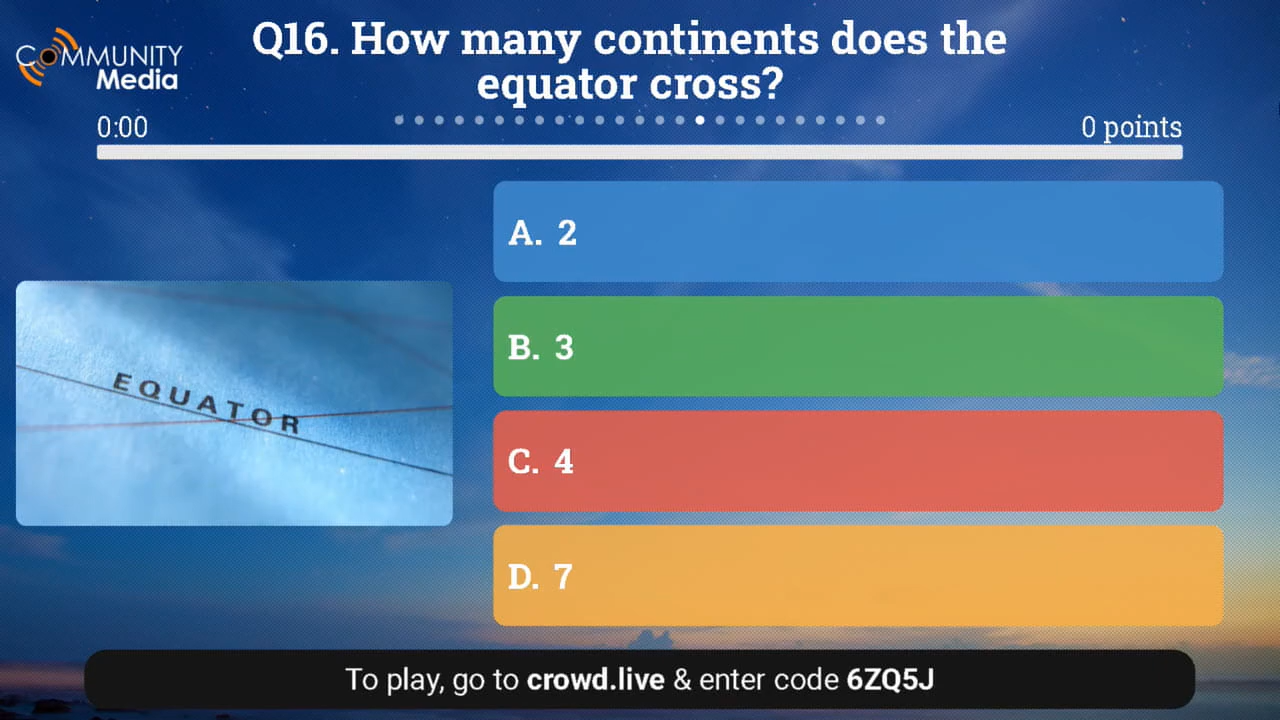 COMMUNITY
Media
Q16. How many continents does the
equator cross?
0:00
0 points
A. 2
B. 3
C. 4
D. 7
EQUATOR
To play, go to crowd.live & enter code 6ZQ5J